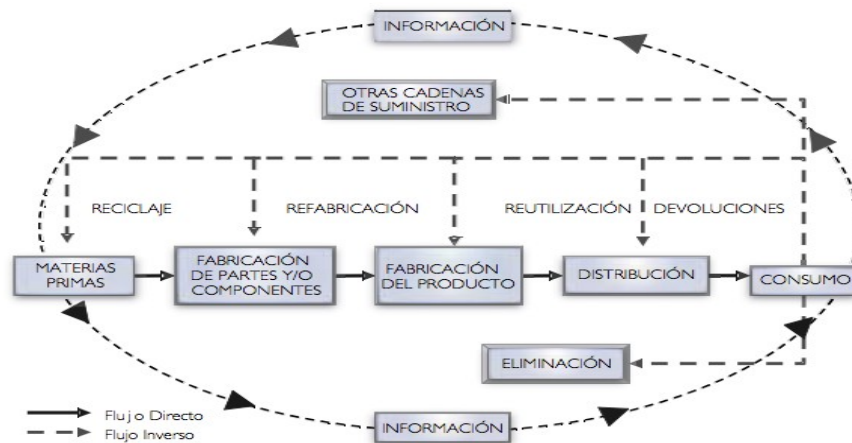 INFORMACIÓN
OTRAS CADENAS
DE SUMINISTRO
RECICLAJE
REFABRICACIÓN
REUTILIZACIÓN
DEVOLUCIONES
MATERIAS
PRIMAS
FABRICACIÓN
DE PARTES Y/O
COMPONENTES
FABRICACIÓN
DEL PRODUCTO
DISTRIBUCIÓN
CONSUMO
ELIMINACIÓN
Flujo Directo
Flujo Inverso
INFORMACIÓN